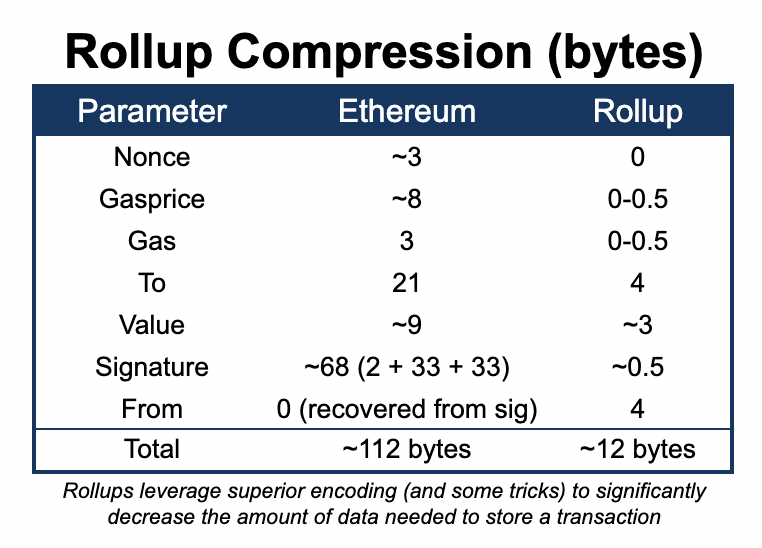 Rollup Compression (bytes)
Parameter Ethereum Rollup
Nonce ~3 0
Gasprice ~8 0-0.5
Gas 3 0-0.5
To 21 4
Value ~9 ~3
Signature ~68 (2 + 33 + 33) ~0.5
From 0 (recovered from sig) 4
Total ~112 bytes ~12 bytes
Rollups leverage superior encoding (and some tricks) to significantly
decrease the amount of data needed to store a transaction